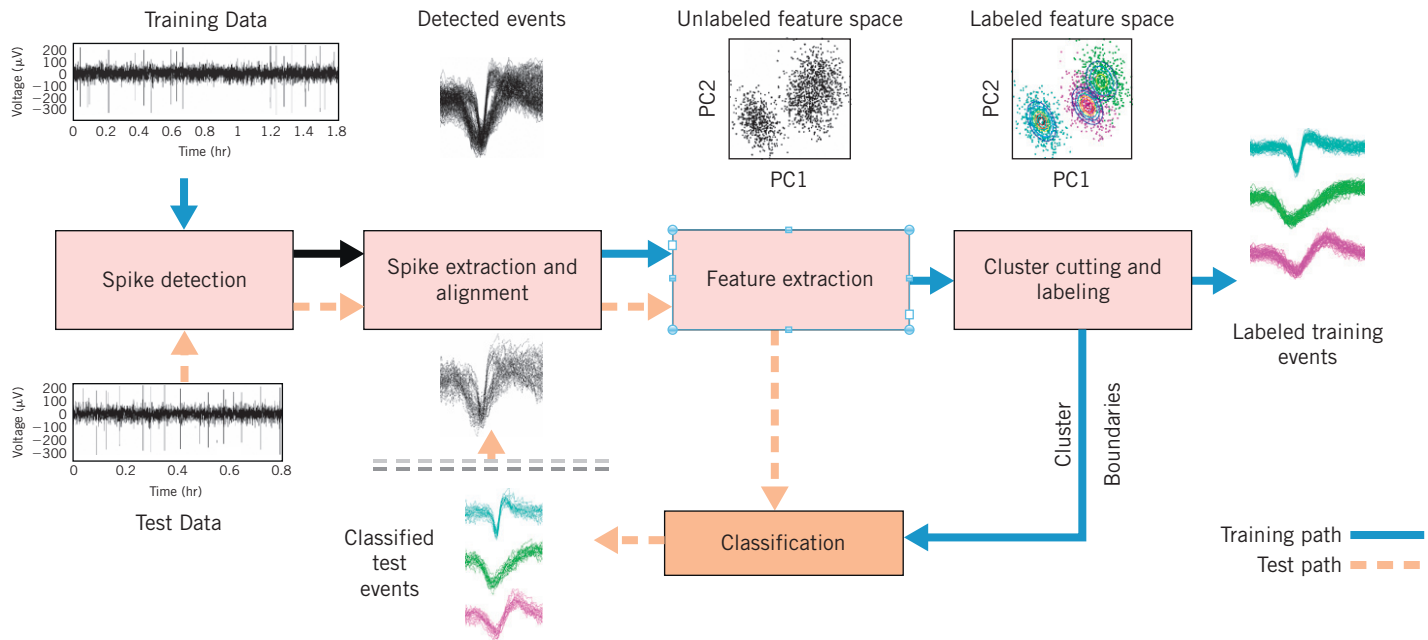 Training Data
Detected events
Unlabeled feature space
Labeled feature space
Voltage (μV)
200
100
0
−100
−200
−300
0 0.2 0.4 0.6 0.8 1 1.2 1.4 1.6 1.8
Time (hr)
PC2
PC1
PC2
PC1
Spike detection
Spike extraction and
alignment
Feature extraction
Cluster cutting and
labeling
Labeled training
events
Voltage (μV)
200
100
0
−100
−200
−300
0 0.2 0.4 0.6 0.8
Time (hr)
Test Data
Cluster
Boundaries
Classified
test
events
Classification
Training path
Test path